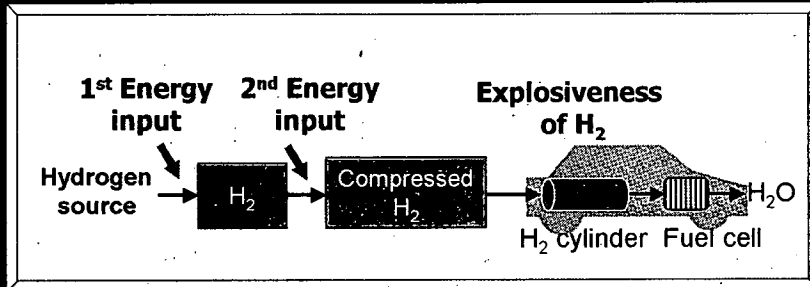 1st Energy input
2nd Energy input
Explosiveness of H2
Hydrogen source
H2
Compressed H2
H2O
H2 cylinder
Fuel cell